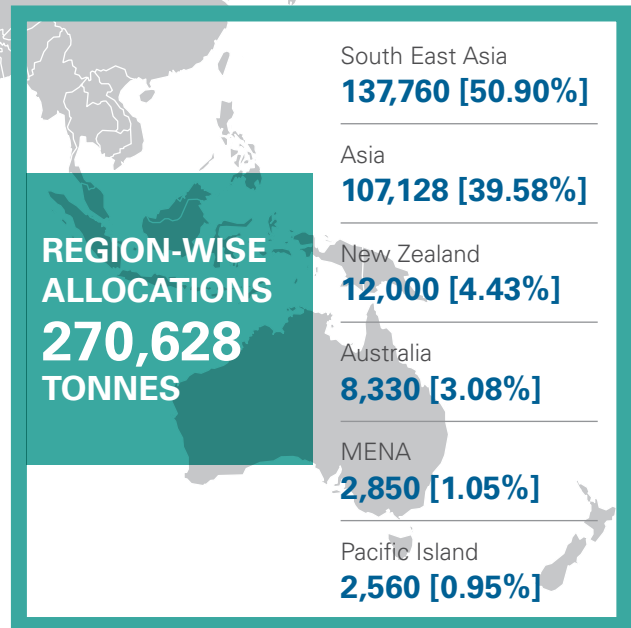 REGION-WISE
ALLOCATIONS
270,628
TONNES
South East Asia
137,760 [50.90%]
Asia
107,128 [39.58%]
New Zealand
12,000 [4.43%]
Australia
8,330 [3.08%]
MENA
2,850 [1.05%]
Pacific Island
2,560 [0.95%]